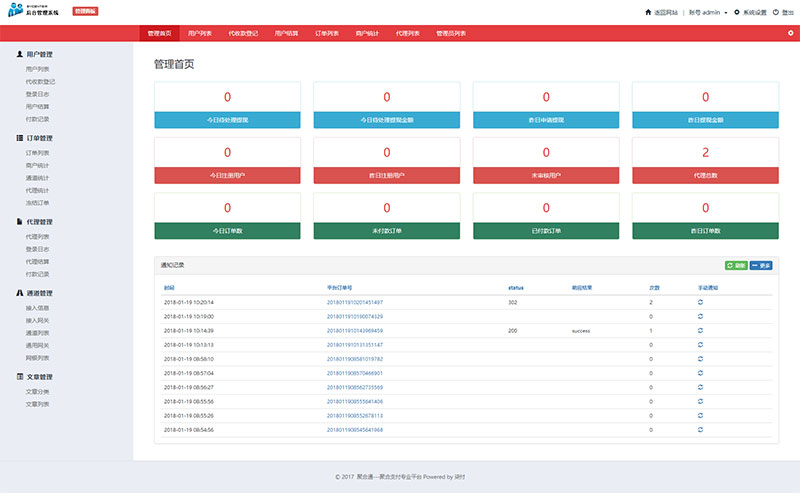 后台管理系统
管理面板
返回网站 | 账号 admin 系统设置 登出
管理首页 用户列表 代收款登记 用户结算 订单列表 商户统计 代理列表 管理员列表
用户管理
用户列表
代收款登记
登录日志
用户结算
付款记录
订单管理
订单列表
商户统计
通道统计
代理统计
冻结订单
代理管理
代理列表
登录日志
代理结算
付款记录
通道管理
接入信息
接入网关
通道列表
通用网关
网银列表
文章管理
文章分类
文章列表
管理首页
0 0 0 0
今日待处理提现 今日待处理提现金额 昨日申请提现 昨日提现金额
0 0 0 2
今日注册用户 昨日注册用户 未审核用户 代理总数
0 0 0 0
今日订单数 未付款订单 已付款订单 昨日订单数
通知记录 刷新 更多
时间 平台订单号 status 响应结果 次数 手动通知
2018-01-19 10:20:14 2018011910201451497 302 2
2018-01-19 10:19:00 2018011910190074329 0
2018-01-19 10:14:39 2018011910143969459 200 success 1
2018-01-19 10:13:13 2018011910131351147 0
2018-01-19 08:58:10 2018011908581019782 0
2018-01-19 08:57:04 2018011908570466901 0
2018-01-19 08:56:27 2018011908562735569 0
2018-01-19 08:55:56 2018011908555641406 0
2018-01-19 08:55:26 2018011908552678113 0
2018-01-19 08:54:56 2018011908545641968 0
© 2017 聚合通---聚合支付专业平台 Powered by 块付